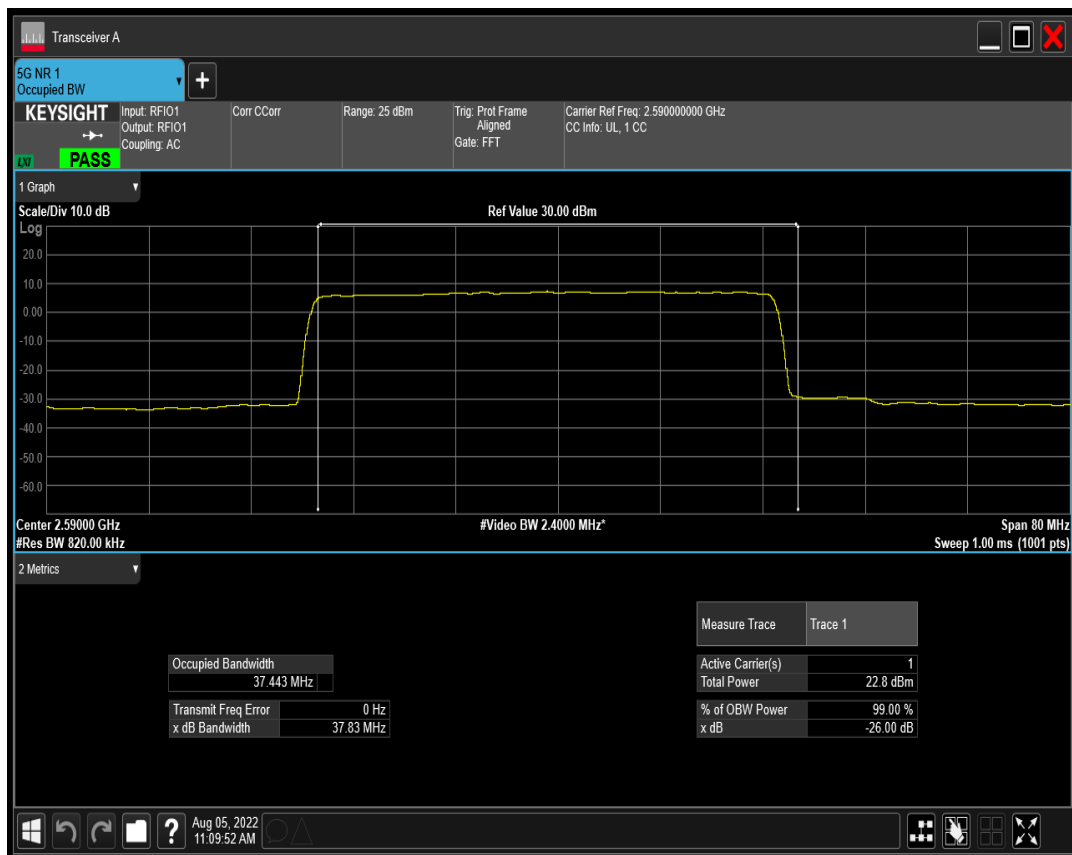 Transceiver A
5G NR 1
Occupied BW
+
KEYSIGHT
LXI
PASS
Input: RFIO1
Output: RFIO1
Coupling: AC
Corr CCorr
Range: 25 dBm
Trig: Prot Frame
Aligned
Gate: FFT
Carrier Ref Freq: 2.590000000 GHz
CC Info: UL, 1 CC
1 Graph
Scale/Div 10.0 dB
Ref Value 30.00 dBm
Log
20.0
10.0
0.00
-10.0
-20.0
-30.0
-40.0
-50.0
-60.0
Center 2.59000 GHz
#Video BW 2.4000 MHz*
Span 80 MHz
#Res BW 820.00 kHz
Sweep 1.00 ms (1001 pts)
2 Metrics
Measure Trace Trace 1
Occupied Bandwidth
37.443 MHz
Transmit Freq Error 0 Hz
x dB Bandwidth 37.83 MHz
Active Carrier(s) 1
Total Power 22.8 dBm
% of OBW Power 99.00 %
x dB -26.00 dB
?
Aug 05, 2022
11:09:52 AM